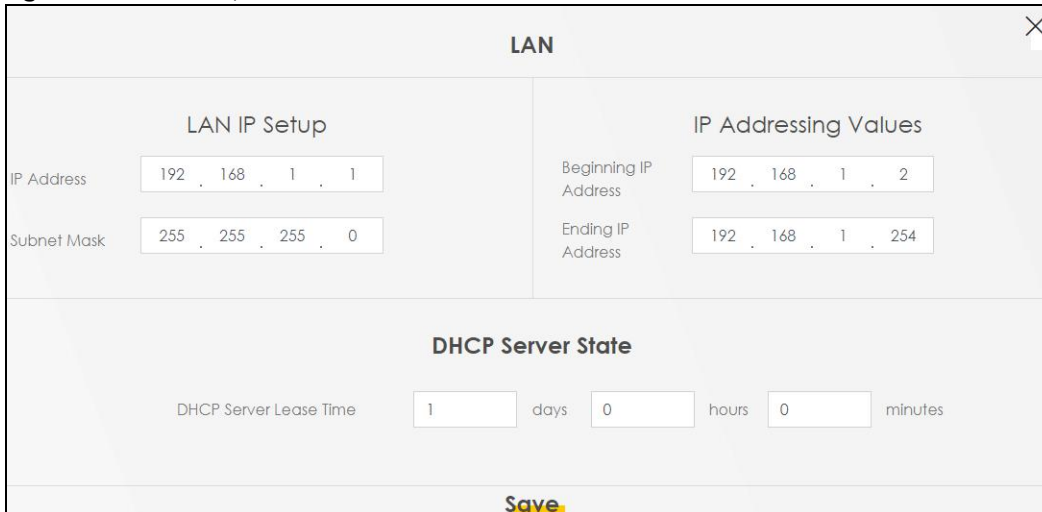 LAN
LAN IP Setup
IP Address 192 . 168 . 1 . 1
Subnet Mask 255 . 255 . 255 . 0
IP Addressing Values
Beginning IP
Address 192 . 168 . 1 . 2
Ending IP
Address 192 . 168 . 1 . 254
DHCP Server State
DHCP Server Lease Time 1 days 0 hours 0 minutes
Save